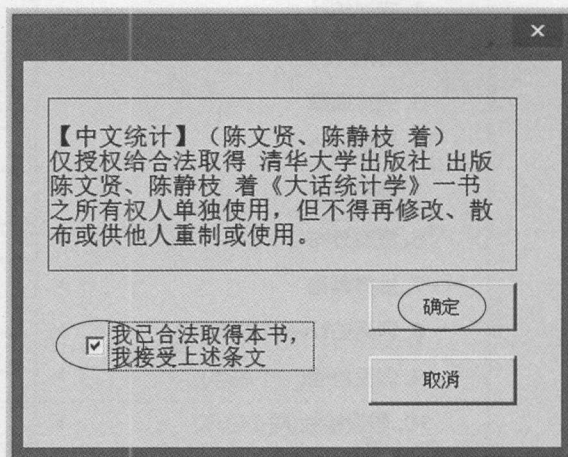 【中文统计】（陈文贤、陈静枝 着）
仅授权给合法取得 清华大学出版社 出版
陈文贤、陈静枝 着《大话统计学》一书
之所有权人单独使用，但不得再修改、散
布或供他人重制或使用。
确定
我已合法取得本书，
我接受上述条文
取消